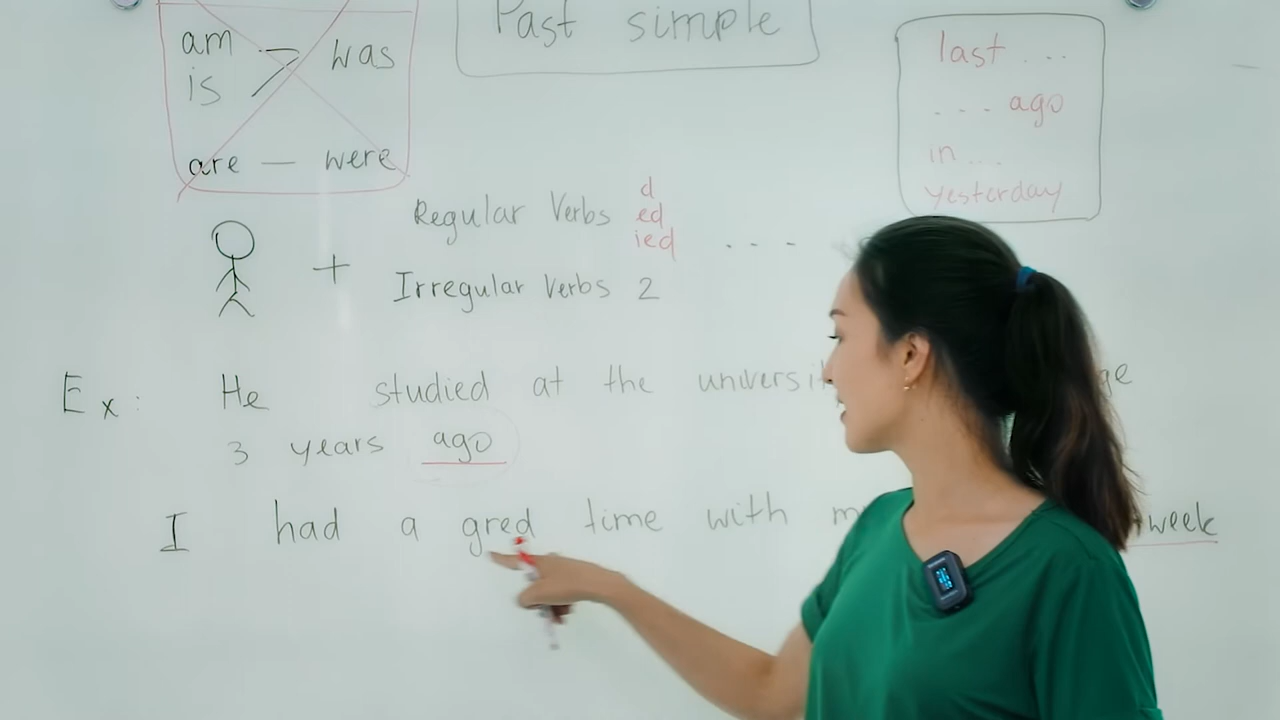 Past simple
am
is
was
are — were
last ...
... ago
in ...
yesterday
Regular Verbs d
ed
ied ...
+
Irregular Verbs 2
Ex: He studied at the
3 years ago
I had a gred time with week